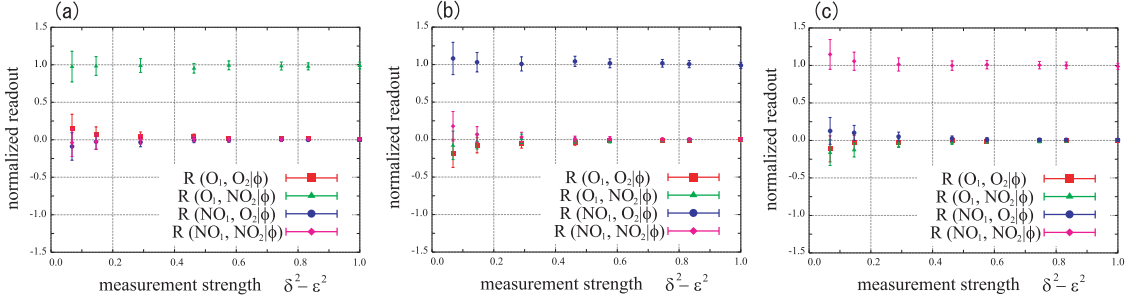 (a)
normalized readout
1.5
1.0
0.5
0.0
-0.5
-1.0
-1.5
R (O₁, O₂|ϕ)
R (O₁, NO₂|ϕ)
R (NO₁, O₂|ϕ)
R (NO₁, NO₂|ϕ)
0.0 0.2 0.4 0.6 0.8 1.0
measurement strength δ²– ε²
(b)
normalized readout
1.5
1.0
0.5
0.0
-0.5
-1.0
-1.5
R (O₁, O₂|ϕ)
R (O₁, NO₂|ϕ)
R (NO₁, O₂|ϕ)
R (NO₁, NO₂|ϕ)
0.0 0.2 0.4 0.6 0.8 1.0
measurement strength δ²– ε²
(c)
normalized readout
1.5
1.0
0.5
0.0
-0.5
-1.0
-1.5
R (O₁, O₂|ϕ)
R (O₁, NO₂|ϕ)
R (NO₁, O₂|ϕ)
R (NO₁, NO₂|ϕ)
0.0 0.2 0.4 0.6 0.8 1.0
measurement strength δ²– ε²